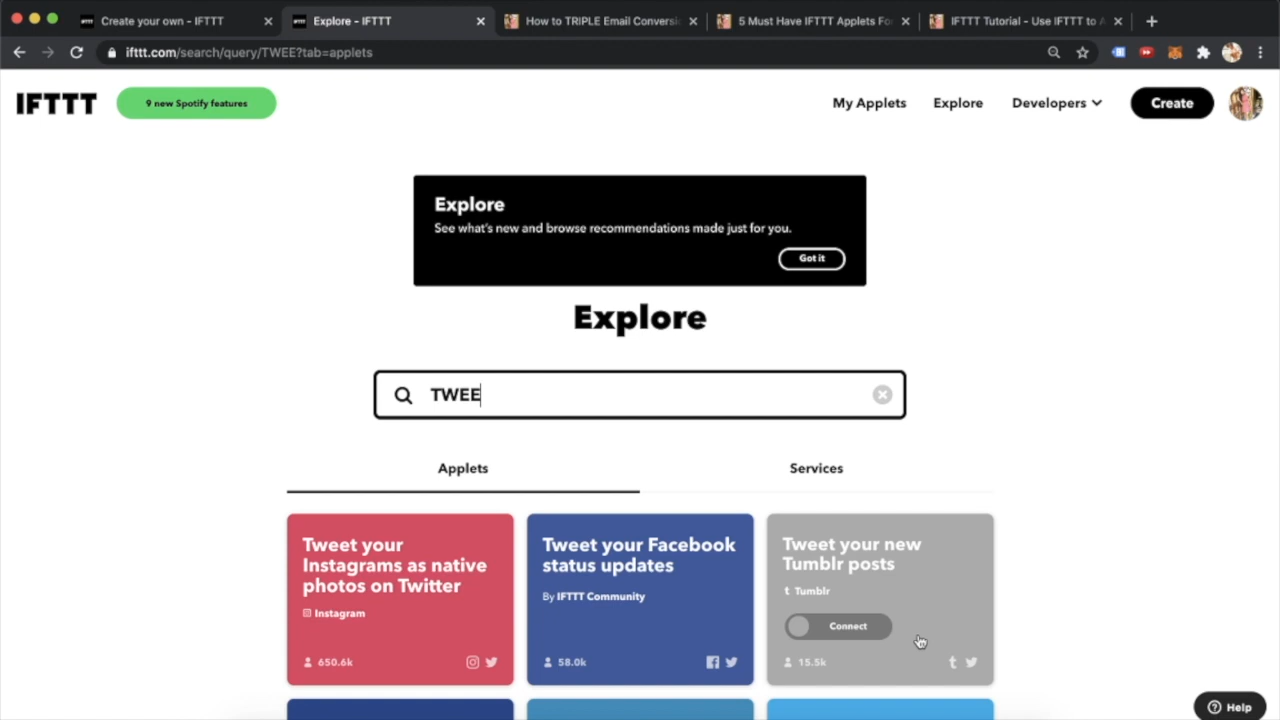 Create your own - IFTTT
Explore - IFTTT
How to TRIPLE Email Conversi
5 Must Have IFTTT Applets Fo
IFTTT Tutorial - Use IFTTT to A
ifttt.com/search/query/TWEE?tab=applets
IFTTT
9 new Spotify features
My Applets
Explore
Developers
Create
Explore
See what's new and browse recommendations made just for you.
Got it
Explore
TWEE
Applets
Services
Tweet your
Instagrams as native
photos on Twitter
Instagram
650.6k
Tweet your Facebook
status updates
By IFTTT Community
58.0k
Tweet your new
Tumblr posts
t Tumblr
Connect
15.5k
Help